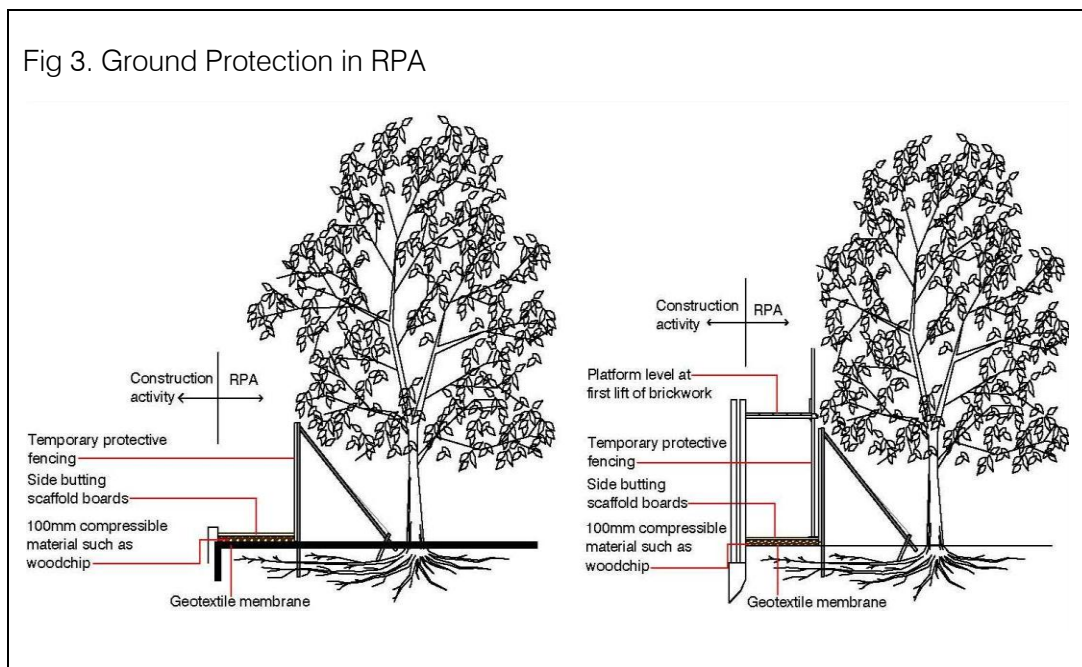 Fig 3. Ground Protection in RPA
Construction
activity
RPA
Temporary protective
fencing
Side butting
scaffold boards
100mm compressible
material such as
woodchip
Geotextile membrane
Construction
activity
RPA
Platform level at
first lift of brickwork
Temporary protective
fencing
Side butting
scaffold boards
100mm compressible
material such as
woodchip
Geotextile membrane